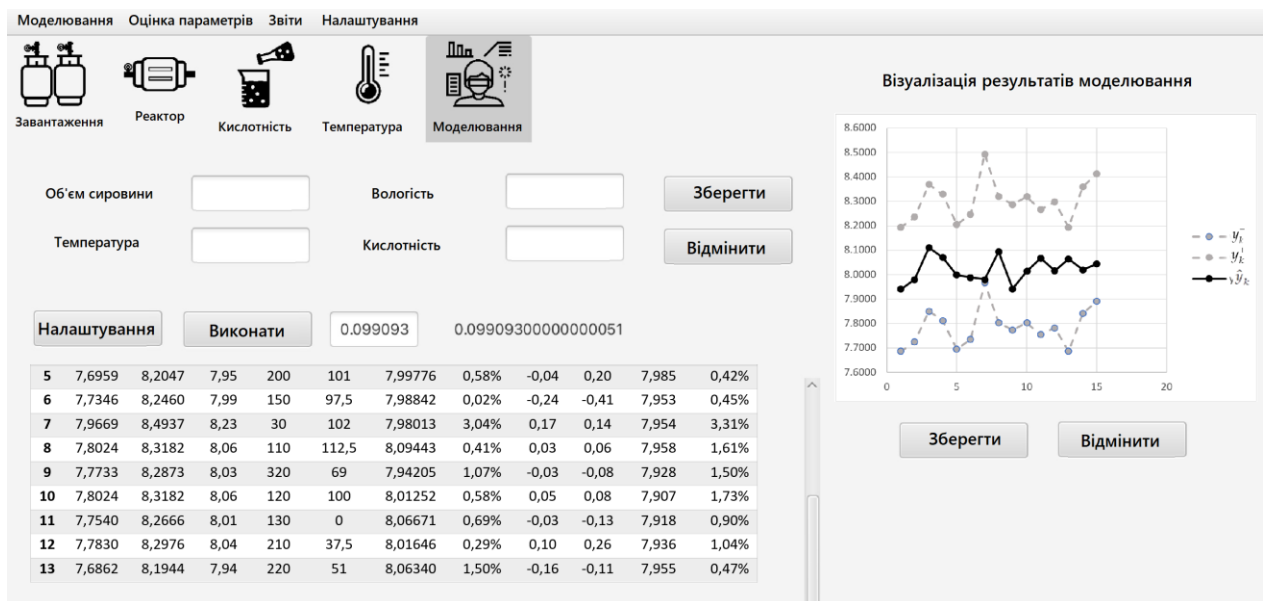 Моделювання Оцінка параметрів Звіти Налаштування
Завантаження
Реактор
Кислотність
Температура
Моделювання
Об'єм сировини
Вологість
Зберегти
Температура
Кислотність
Відмінити
Налаштування
Виконати
0.099093
0.09909300000000051
5 7,6959 8,2047 7,95 200 101 7,99776 0,58% -0,04 0,20 7,985 0,42%
6 7,7346 8,2460 7,99 150 97,5 7,98842 0,02% -0,24 -0,41 7,953 0,45%
7 7,9669 8,4937 8,23 30 102 7,98013 3,04% 0,17 0,14 7,954 3,31%
8 7,8024 8,3182 8,06 110 112,5 8,09443 0,41% 0,03 0,06 7,958 1,61%
9 7,7733 8,2873 8,03 320 69 7,94205 1,07% -0,03 -0,08 7,928 1,50%
10 7,8024 8,3182 8,06 120 100 8,01252 0,58% 0,05 0,08 7,907 1,73%
11 7,7540 8,2666 8,01 130 0 8,06671 0,69% -0,03 -0,13 7,918 0,90%
12 7,7830 8,2976 8,04 210 37,5 8,01646 0,29% 0,10 0,26 7,936 1,04%
13 7,6862 8,1944 7,94 220 51 8,06340 1,50% -0,16 -0,11 7,955 0,47%
Візуалізація результатів моделювання
8.6000
8.5000
8.4000
8.3000
8.2000
8.1000
8.0000
7.9000
7.8000
7.7000
7.6000
0 5 10 15 20
Зберегти
Відмінити